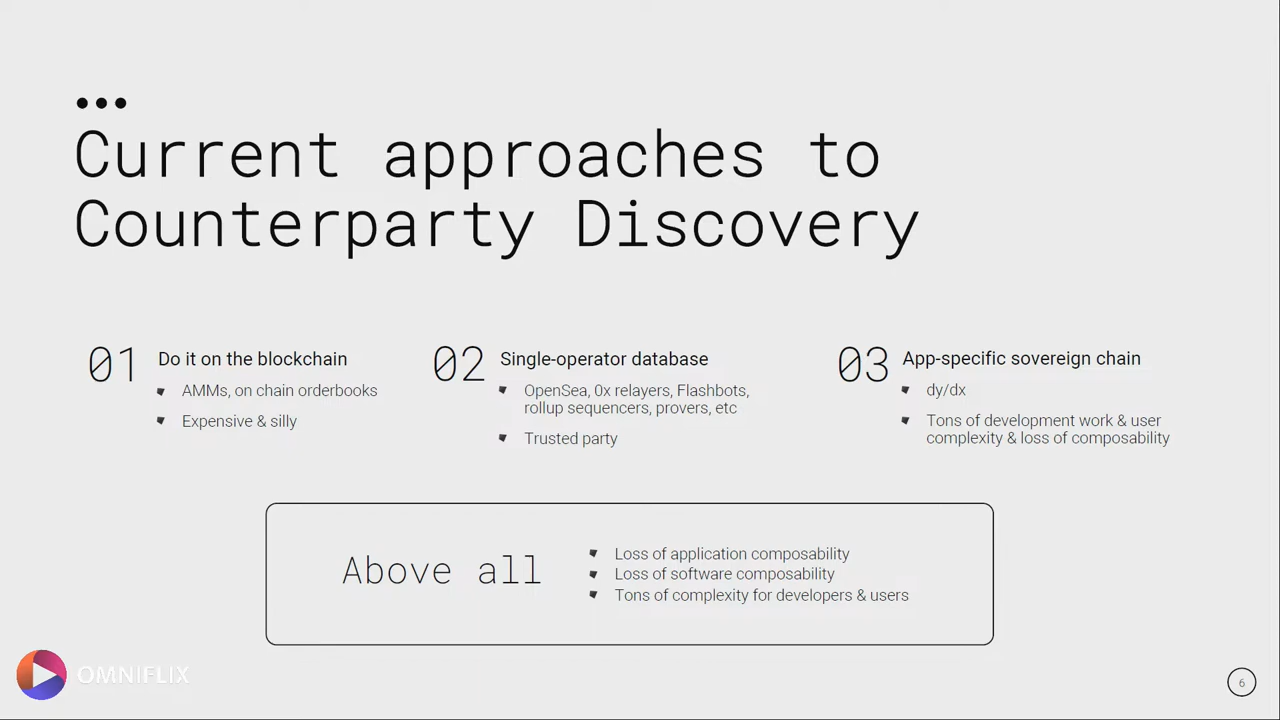 Current approaches to
Counterparty Discovery
01
Do it on the blockchain
AMMs, on chain orderbooks
Expensive & silly
02
Single-operator database
OpenSea, 0x relayers, Flashbots,
rollup sequencers, provers, etc
Trusted party
03
App-specific sovereign chain
dy/dx
Tons of development work & user
complexity & loss of composability
Above all
Loss of application composability
Loss of software composability
Tons of complexity for developers & users
OMNIFLIX
6